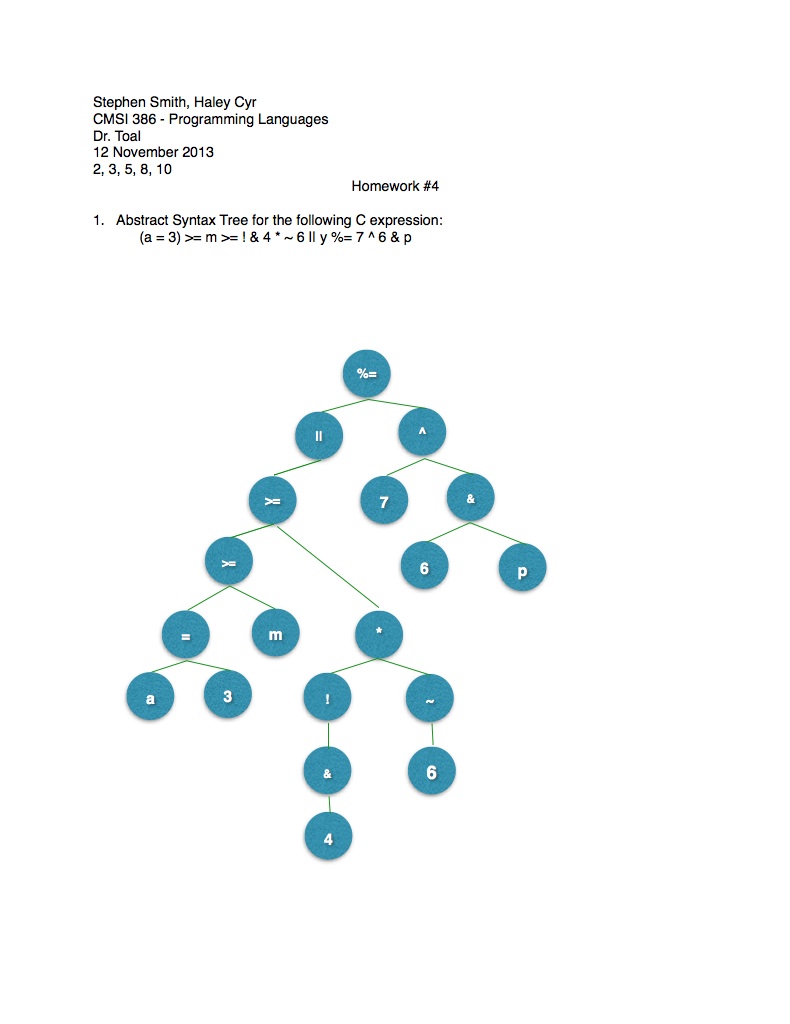 Stephen Smith, Haley Cyr
CMSI 386 - Programming Languages
Dr. Toal
12 November 2013
2, 3, 5, 8, 10
Homework #4
1. Abstract Syntax Tree for the following C expression:
(a = 3) >= m >= ! & 4 * ~ 6 || y %= 7 ^ 6 & p
%=
|| ^
>= 7 &
>= 6 p
= m *
a 3 ! ~
& 6
4